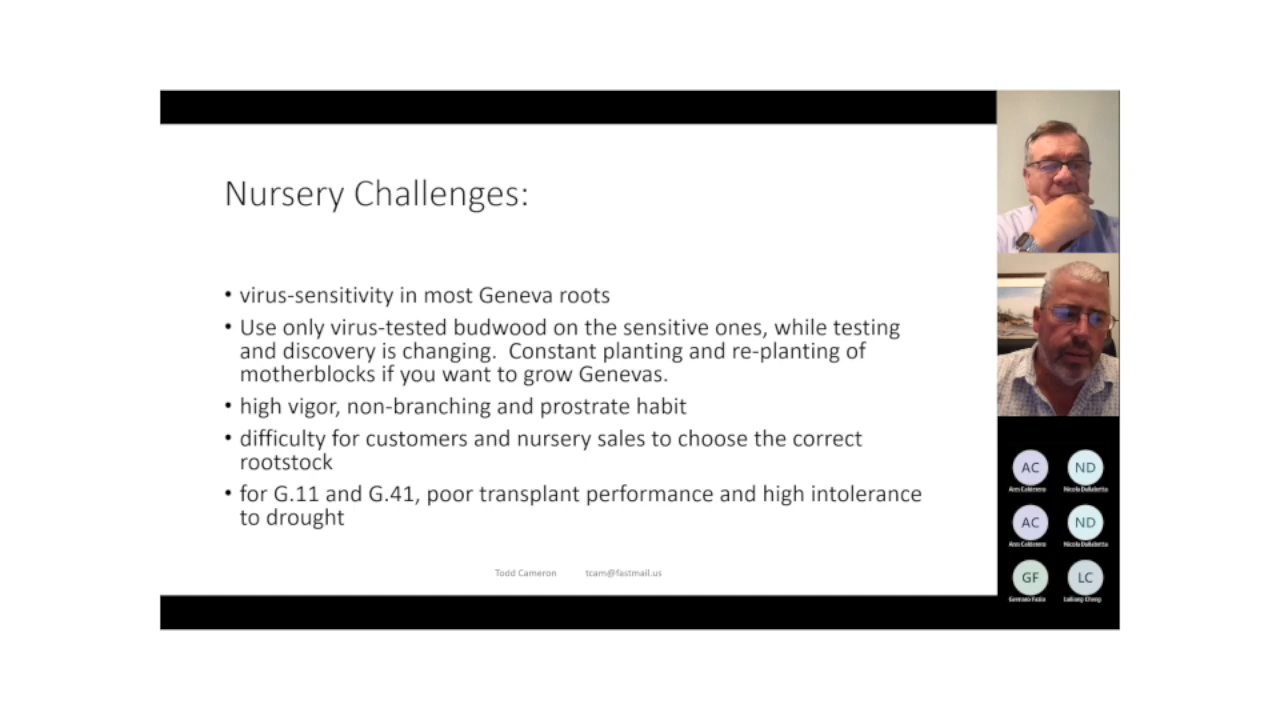 Nursery Challenges:
• virus-sensitivity in most Geneva roots
• Use only virus-tested budwood on the sensitive ones, while testing
and discovery is changing.  Constant planting and re-planting of
motherblocks if you want to grow Genevas.
• high vigor, non-branching and prostrate habit
• difficulty for customers and nursery sales to choose the correct
rootstock
• for G.11 and G.41, poor transplant performance and high intolerance
to drought
Todd Cameron tcam@fastmail.us
AC ND
Nicola Dallabetta
AC ND
Nicola Dallabetta
GF LC